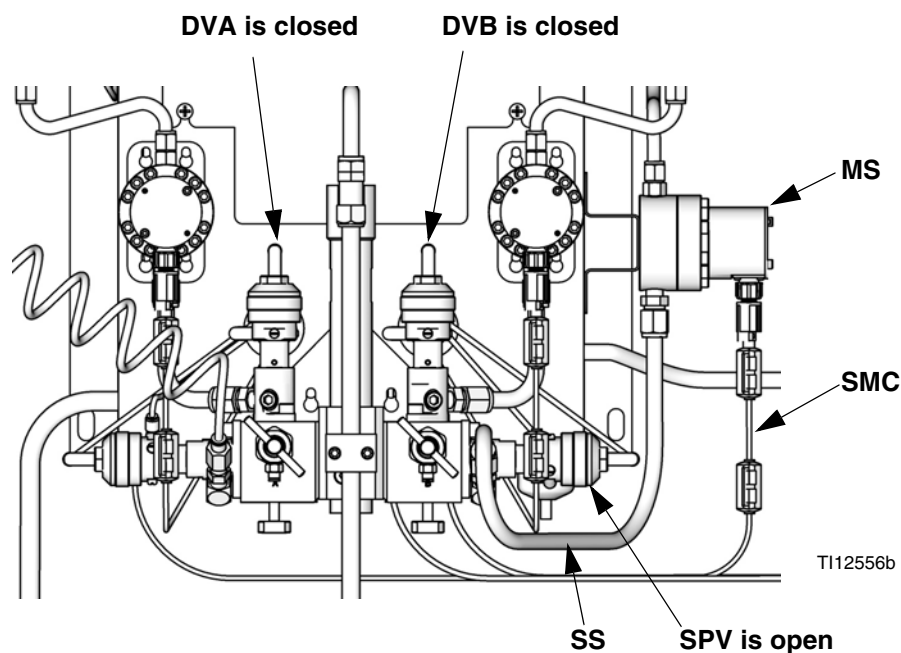 DVA is closed
DVB is closed
MS
SMC
TI12556b
SS
SPV is open